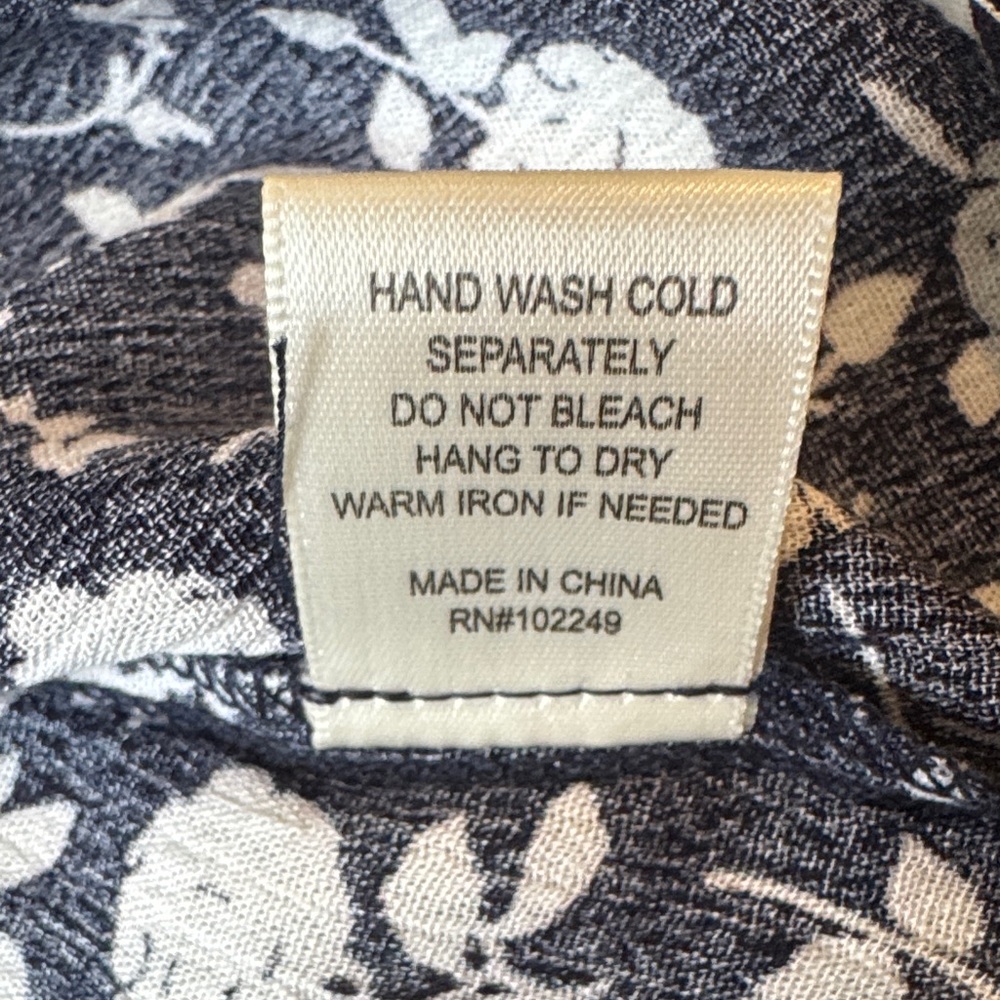 HAND WASH COLD
SEPARATELY
DO NOT BLEACH
HANG TO DRY
WARM IRON IF NEEDED
MADE IN CHINA
RN#102249